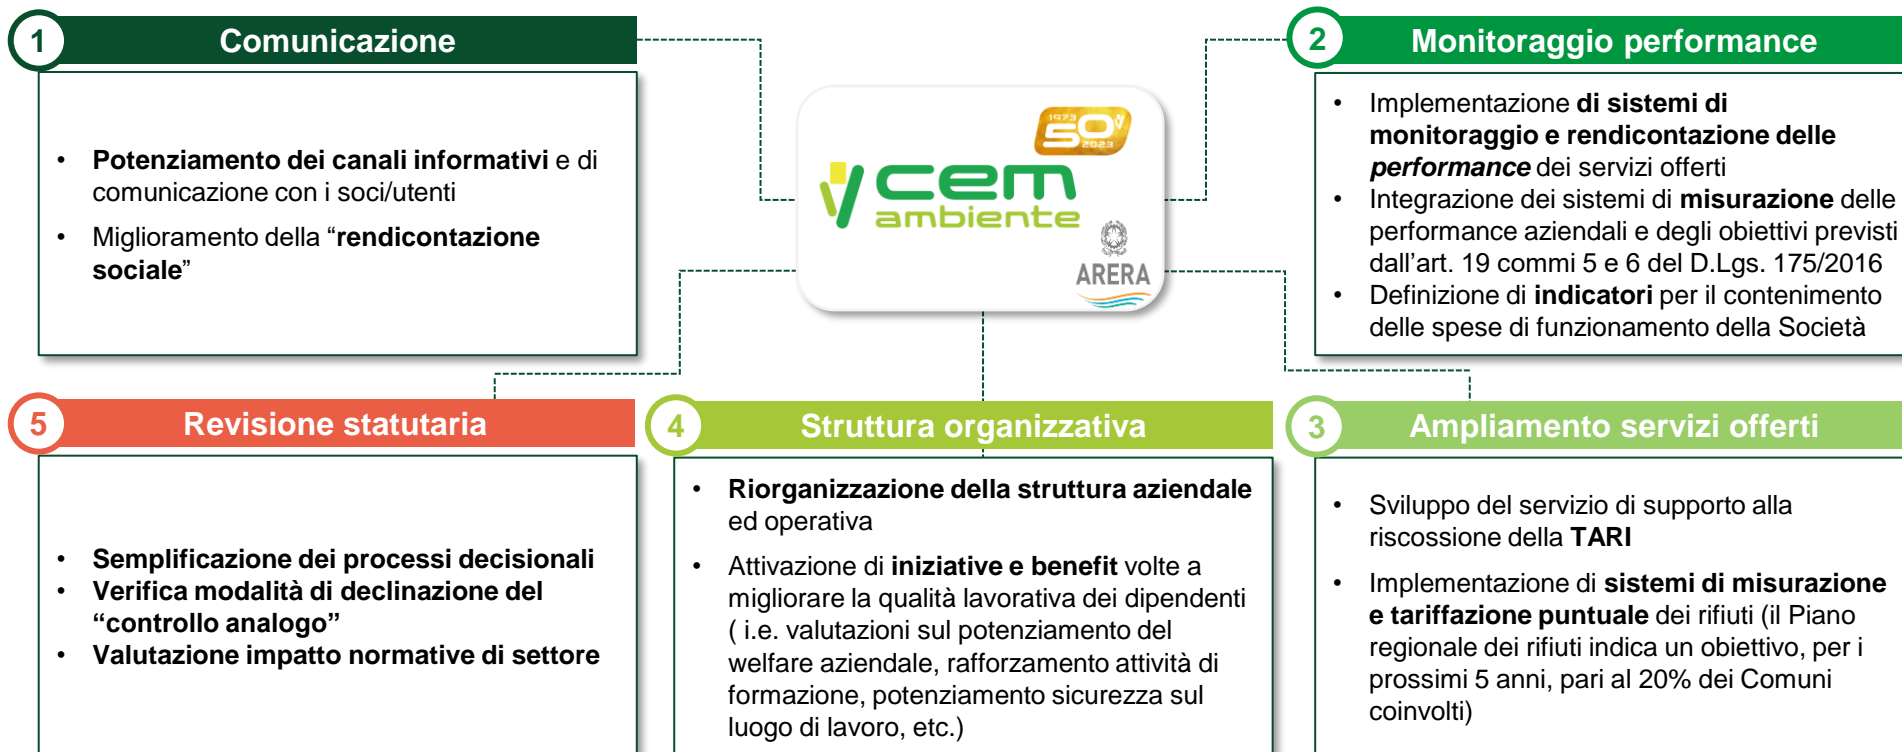 1
Comunicazione
• Potenziamento dei canali informativi e di
comunicazione con i soci/utenti
• Miglioramento della “rendicontazione
sociale”
1973
50
2023
cem
ambiente
ARERA
2
Monitoraggio performance
• Implementazione di sistemi di
monitoraggio e rendicontazione delle
performance dei servizi offerti
• Integrazione dei sistemi di misurazione delle
performance aziendali e degli obiettivi previsti
dall’art. 19 commi 5 e 6 del D.Lgs. 175/2016
• Definizione di indicatori per il contenimento
delle spese di funzionamento della Società
5
Revisione statutaria
• Semplificazione dei processi decisionali
• Verifica modalità di declinazione del
“controllo analogo”
• Valutazione impatto normative di settore
4
Struttura organizzativa
• Riorganizzazione della struttura aziendale
ed operativa
• Attivazione di iniziative e benefit volte a
migliorare la qualità lavorativa dei dipendenti
( i.e. valutazioni sul potenziamento del
welfare aziendale, rafforzamento attività di
formazione, potenziamento sicurezza sul
luogo di lavoro, etc.)
3
Ampliamento servizi offerti
• Sviluppo del servizio di supporto alla
riscossione della TARI
• Implementazione di sistemi di misurazione
e tariffazione puntuale dei rifiuti (il Piano
regionale dei rifiuti indica un obiettivo, per i
prossimi 5 anni, pari al 20% dei Comuni
coinvolti)